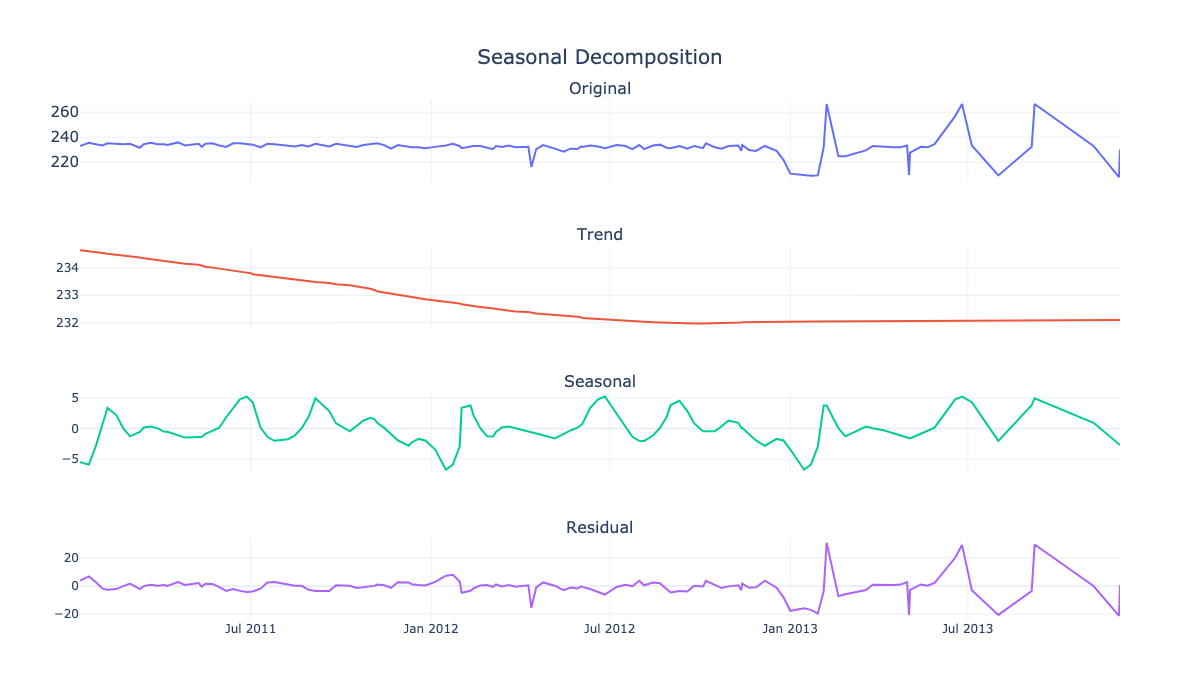 Seasonal Decomposition
Original
260
240
220
Trend
234
233
232
Seasonal
5
0
−5
Residual
20
0
−20
Jul 2011 Jan 2012 Jul 2012 Jan 2013 Jul 2013